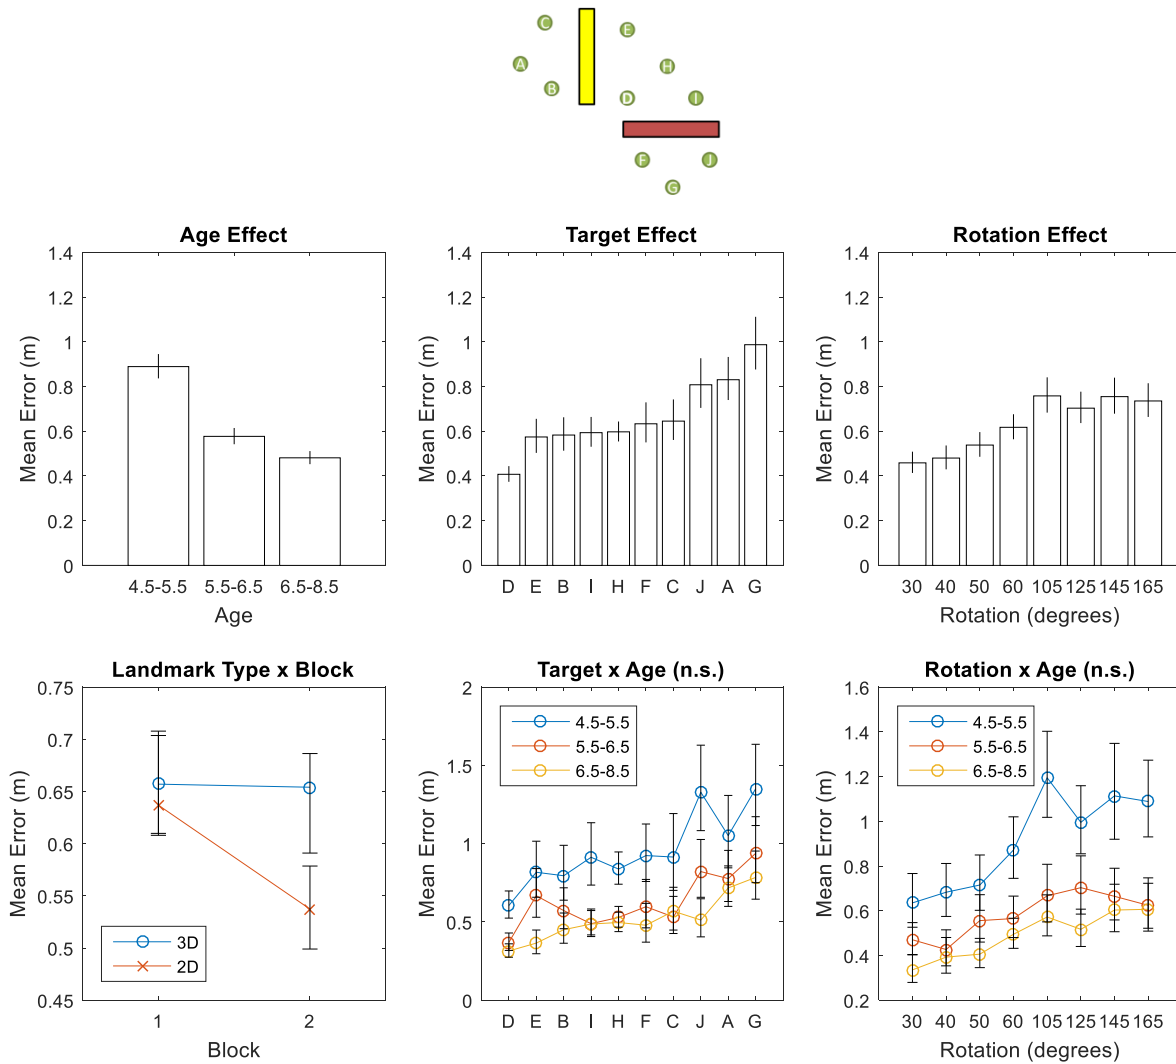 C
E
A
H
B
D
I
F
J
G
Age Effect
Mean Error (m)
1.4
1.2
1
0.8
0.6
0.4
0.2
0
4.5-5.5 5.5-6.5 6.5-8.5
Age
Target Effect
Mean Error (m)
1.4
1.2
1
0.8
0.6
0.4
0.2
0
D E B I H F C J A G
Rotation Effect
Mean Error (m)
1.4
1.2
1
0.8
0.6
0.4
0.2
0
30 40 50 60 105 125 145 165
Rotation (degrees)
Landmark Type x Block
Mean Error (m)
0.75
0.7
0.65
0.6
0.55
0.5
0.45
3D
2D
1 2
Block
Target x Age (n.s.)
Mean Error (m)
2
1.5
1
0.5
0
4.5-5.5
5.5-6.5
6.5-8.5
D E B I H F C J A G
Rotation x Age (n.s.)
Mean Error (m)
1.6
1.4
1.2
1
0.8
0.6
0.4
0.2
4.5-5.5
5.5-6.5
6.5-8.5
30 40 50 60 105 125 145 165
Rotation (degrees)